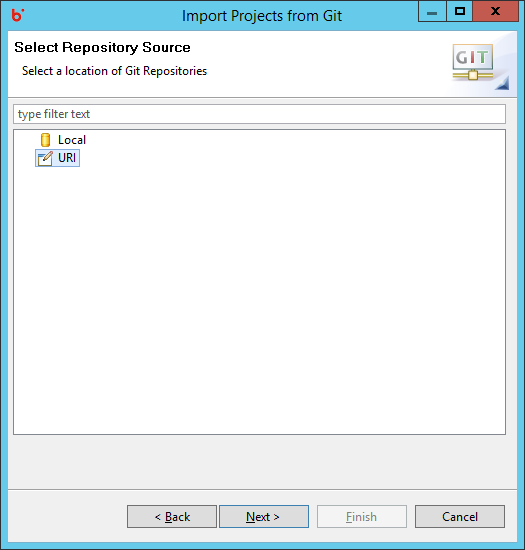 b
Import Projects from Git
Select Repository Source
Select a location of Git Repositories
GIT
type filter text
Local
URI
< Back
Next >
Finish
Cancel